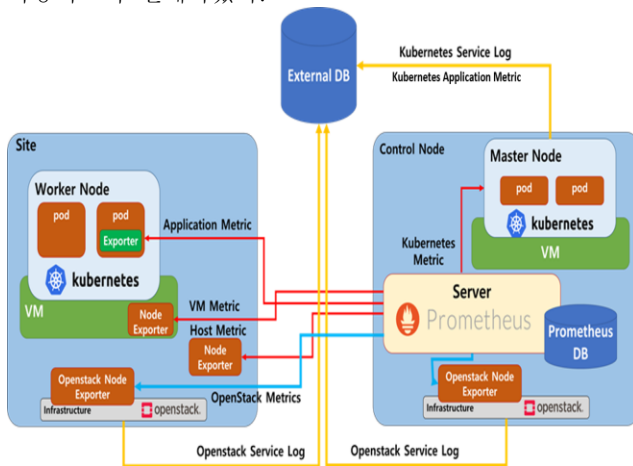 External DB
Kubernetes Service Log
Kubernetes Application Metric
Site
Worker Node
pod
pod
Exporter
kubernetes
VM
Node
Exporter
Application Metric
VM Metric
Host Metric
Node
Exporter
Openstack Node
Exporter
OpenStack Metrics
Infrastructure
openstack.
Openstack Service Log
Control Node
Master Node
pod
pod
kubernetes
VM
Kubernetes
Metric
Server
Prometheus
Prometheus
DB
Openstack Node
Exporter
Infrastructure
openstack.
Openstack Service Log